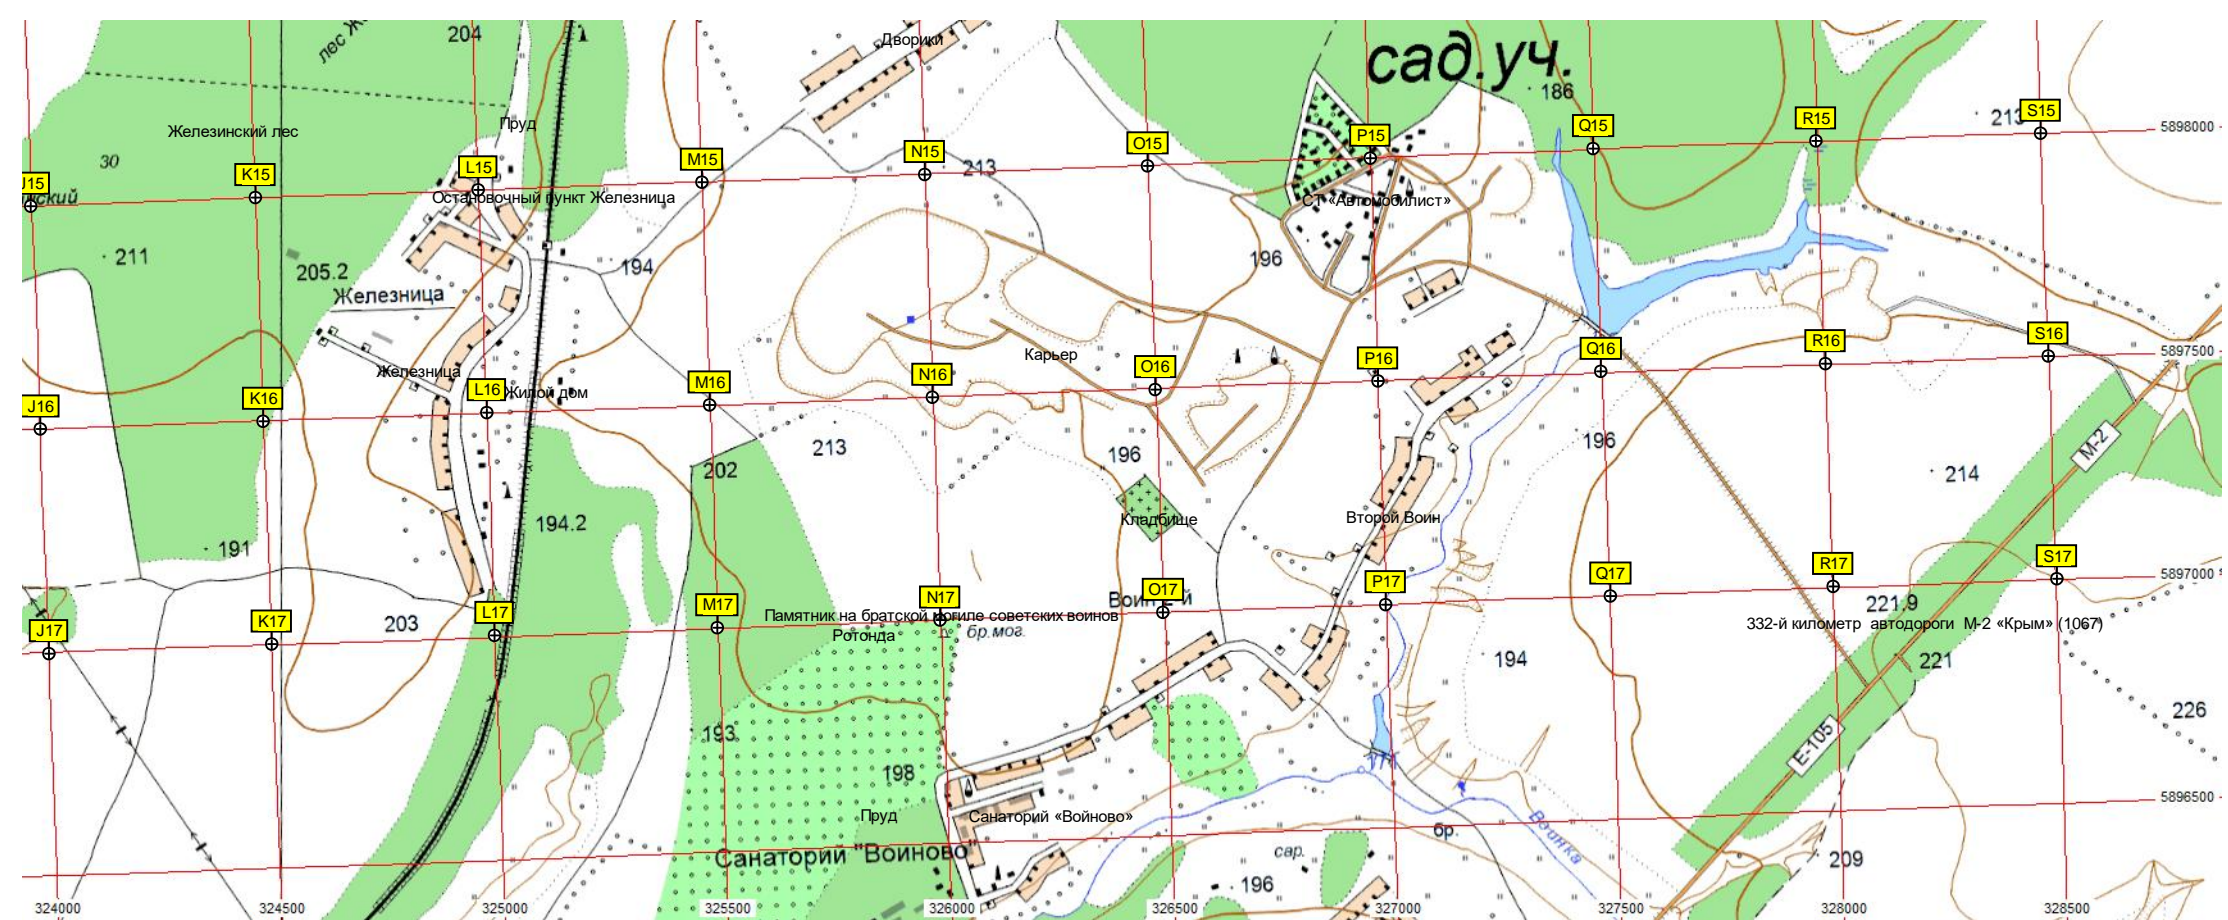 204
Дворики
сад.уч.
186
213
S15
R15
Q15
P15
5898000
Пруд
Железинский лес
30
O15
N15
M15
L15
K15
J15
213
ский
Остановочный пункт Железница
СТ «Автомобилист»
211
205.2
194
196
Железница
Карьер
S16
5897500
R16
Q16
P16
O16
N16
M16
L16
K16
J16
Железница
Жилой дом
М-2
213
196
196
202
214
194.2
Кладбище
Второй Воин
191
S17
5897000
R17
Q17
P17
O17
N17
M17
L17
K17
J17
221.9
Памятник на братской могиле советских воинов
332-й километр автодороги М-2 «Крым» (1067)
203
Ротонда
бр.мог.
194
221
226
193
Е-105
198
5896500
Пруд
Санаторий «Войново»
бр.
Воинка
Санаторий "Воиново"
сар.
209
196
324000
324500
325000
325500
326000
326500
327000
327500
328000
328500